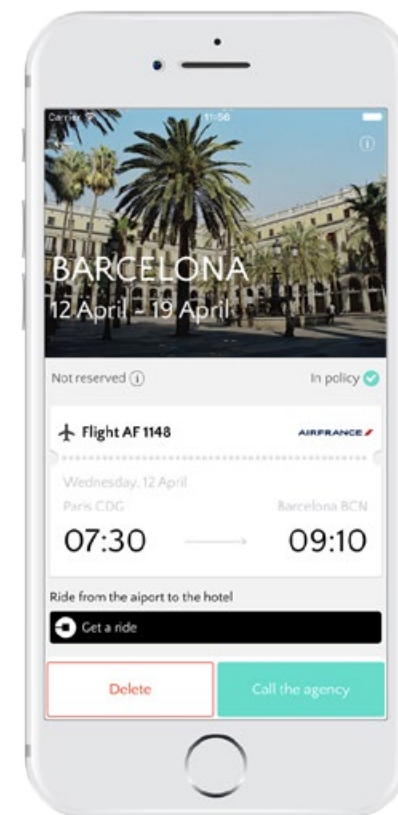 Carrier 11:56
BARCELONA
12 April - 19 April
Not reserved i In policy
Flight AF 1148 AIRFRANCE
Wednesday, 12 April
Paris CDG Barcelona BCN
07:30 09:10
Ride from the aiport to the hotel
Get a ride
Delete Call the agency